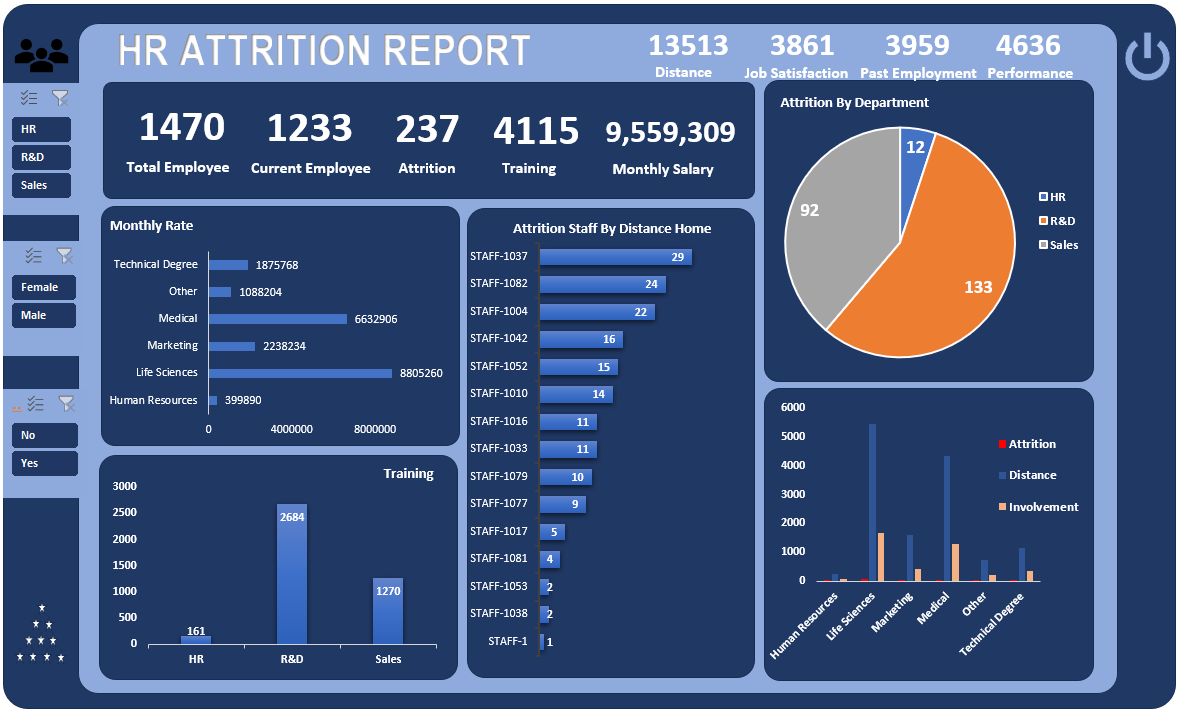 HR ATTRITION REPORT
13513 3861 3959 4636
Distance Job Satisfaction Past Employment Performance
HR
R&D
Sales
Female
Male
No
Yes
1470 1233 237 4115 9,559,309
Total Employee Current Employee Attrition Training Monthly Salary
Attrition By Department
12
92
133
HR
R&D
Sales
Monthly Rate
Technical Degree 1875768
Other 1088204
Medical 6632906
Marketing 2238234
Life Sciences 8805260
Human Resources 399890
0 4000000 8000000
Attrition Staff By Distance Home
STAFF-1037 29
STAFF-1082 24
STAFF-1004 22
STAFF-1042 16
STAFF-1052 15
STAFF-1010 14
STAFF-1016 11
STAFF-1033 11
STAFF-1079 10
STAFF-1077 9
STAFF-1017 5
STAFF-1081 4
STAFF-1053 2
STAFF-1038 2
STAFF-1 1
Training
3000
2500
2000
1500
1000
500
0
161
2684
1270
HR R&D Sales
6000
5000
4000
3000
2000
1000
0
Attrition
Distance
Involvement
Human Resources
Life Sciences
Marketing
Medical
Other
Technical Degree